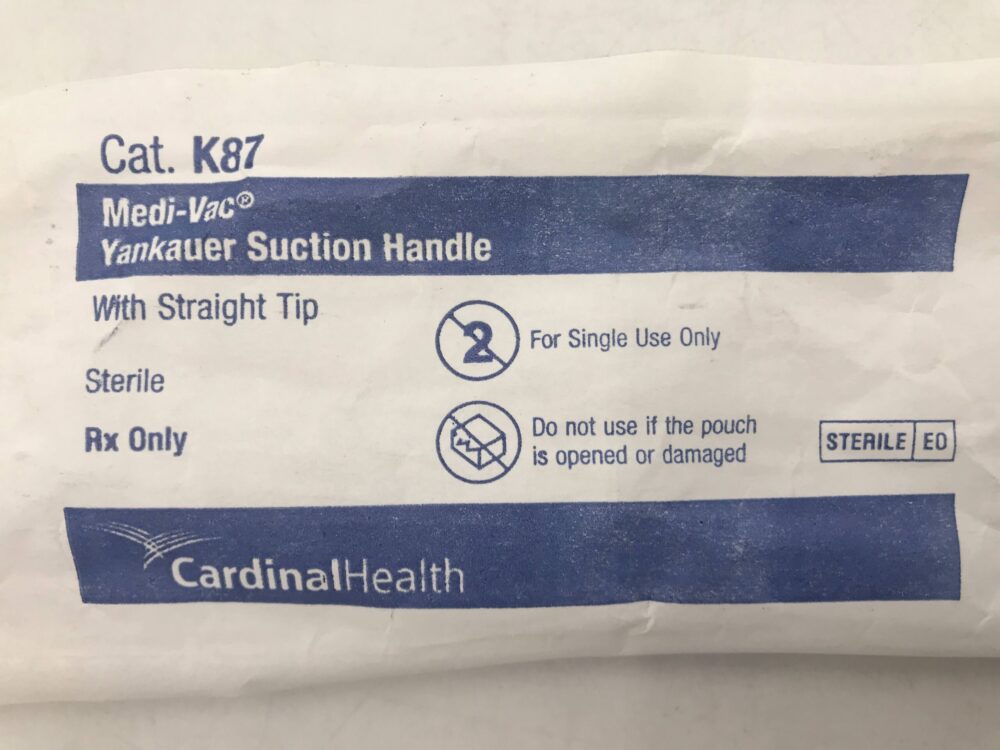 Cat. K87
Medi-Vac®
Yankauer Suction Handle
With Straight Tip
2 For Single Use Only
Sterile
Rx Only
Do not use if the pouch
is opened or damaged
STERILE EO
CardinalHealth